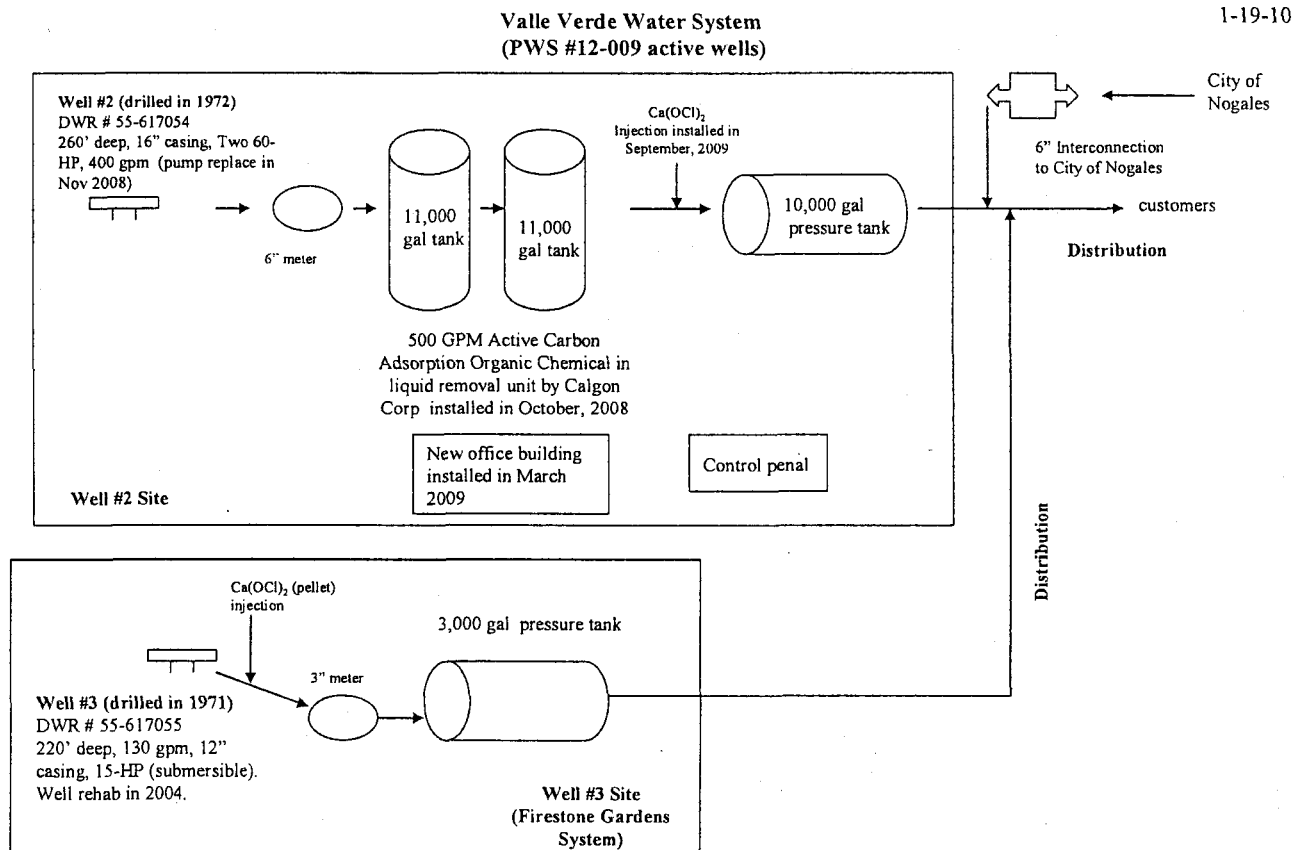 1-19-10
Valle Verde Water System
(PWS #12-009 active wells)
Well #2 (drilled in 1972)
DWR # 55-617054
260' deep, 16" casing, Two 60-
HP, 400 gpm (pump replace in
Nov 2008)
6" meter
11,000
gal tank
11,000
gal tank
Ca(OCl)2
Injection installed in
September, 2009
10,000 gal
pressure tank
City of
Nogales
6" Interconnection
to City of Nogales
customers
Distribution
500 GPM Active Carbon
Adsorption Organic Chemical in
liquid removal unit by Calgon
Corp installed in October, 2008
New office building
installed in March
2009
Control penal
Well #2 Site
Distribution
Ca(OCl)2 (pellet)
injection
3,000 gal pressure tank
3" meter
Well #3 (drilled in 1971)
DWR # 55-617055
220' deep, 130 gpm, 12"
casing, 15-HP (submersible).
Well rehab in 2004.
Well #3 Site
(Firestone Gardens
System)